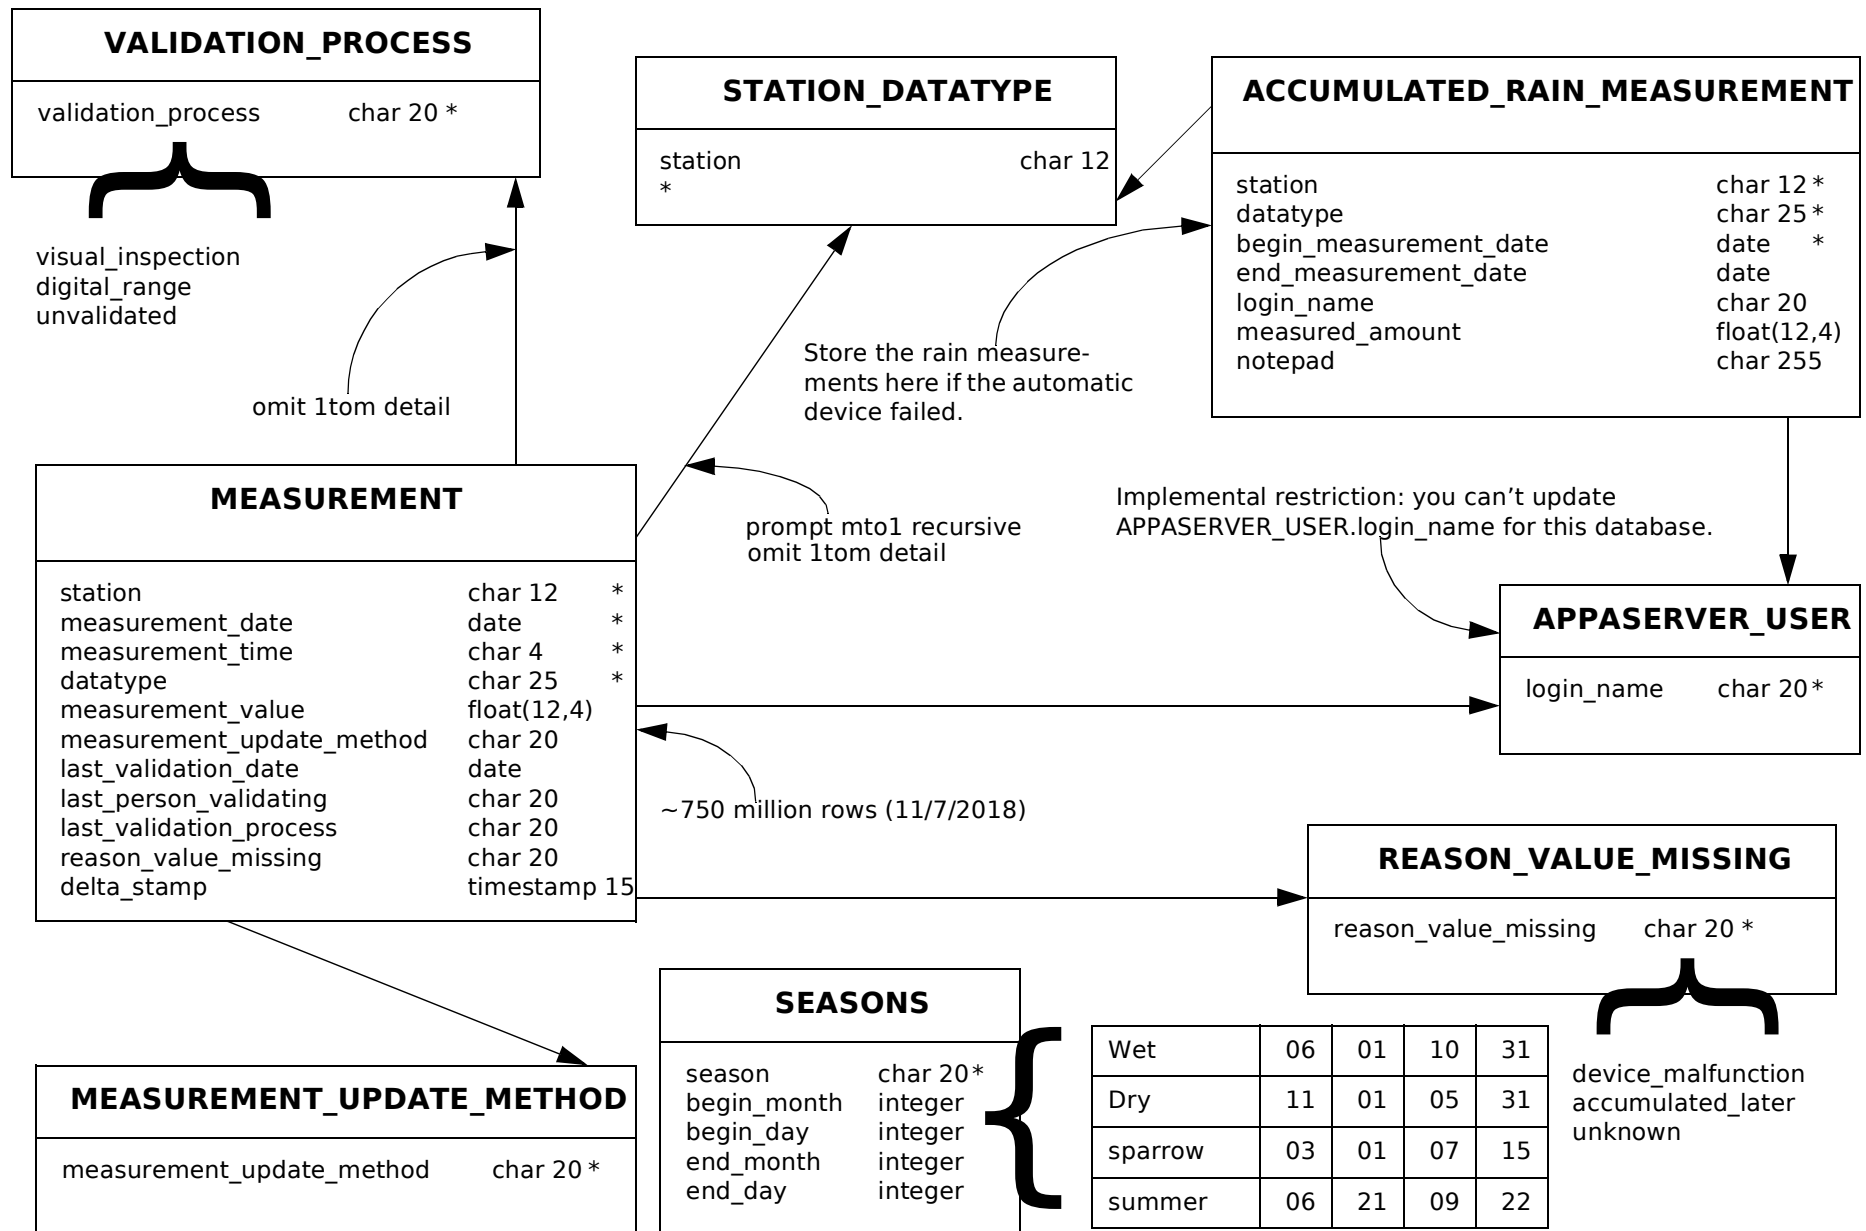 VALIDATION_PROCESS
validation_process char 20 *
visual_inspection
digital_range
unvalidated
omit 1tom detail
STATION_DATATYPE
station char 12
*
ACCUMULATED_RAIN_MEASUREMENT
station char 12 *
datatype char 25 *
begin_measurement_date date *
end_measurement_date date
login_name char 20
measured_amount float(12,4)
notepad char 255
Store the rain measure-
ments here if the automatic
device failed.
MEASUREMENT
station char 12 *
measurement_date date *
measurement_time char 4 *
datatype char 25 *
measurement_value float(12,4)
measurement_update_method char 20
last_validation_date date
last_person_validating char 20
last_validation_process char 20
reason_value_missing char 20
delta_stamp timestamp 15
prompt mto1 recursive
omit 1tom detail
Implemental restriction: you can’t update
APPASERVER_USER.login_name for this database.
APPASERVER_USER
login_name char 20 *
~750 million rows (11/7/2018)
REASON_VALUE_MISSING
reason_value_missing char 20 *
device_malfunction
accumulated_later
unknown
MEASUREMENT_UPDATE_METHOD
measurement_update_method char 20 *
SEASONS
season char 20 *
begin_month integer
begin_day integer
end_month integer
end_day integer
Wet 06 01 10 31
Dry 11 01 05 31
sparrow 03 01 07 15
summer 06 21 09 22